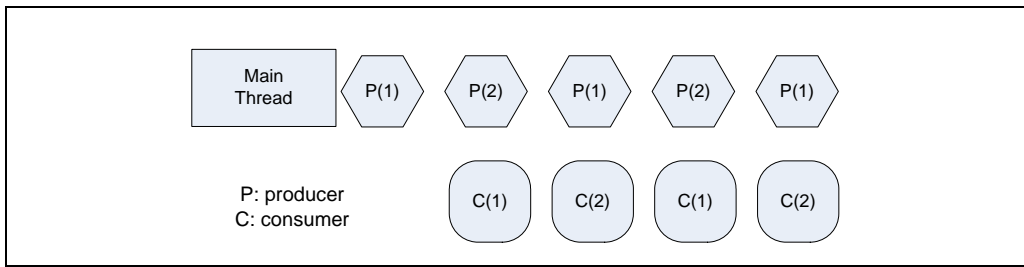 Main
Thread
P(1)
P(2)
P(1)
P(2)
P(1)
P: producer
C: consumer
C(1)
C(2)
C(1)
C(2)